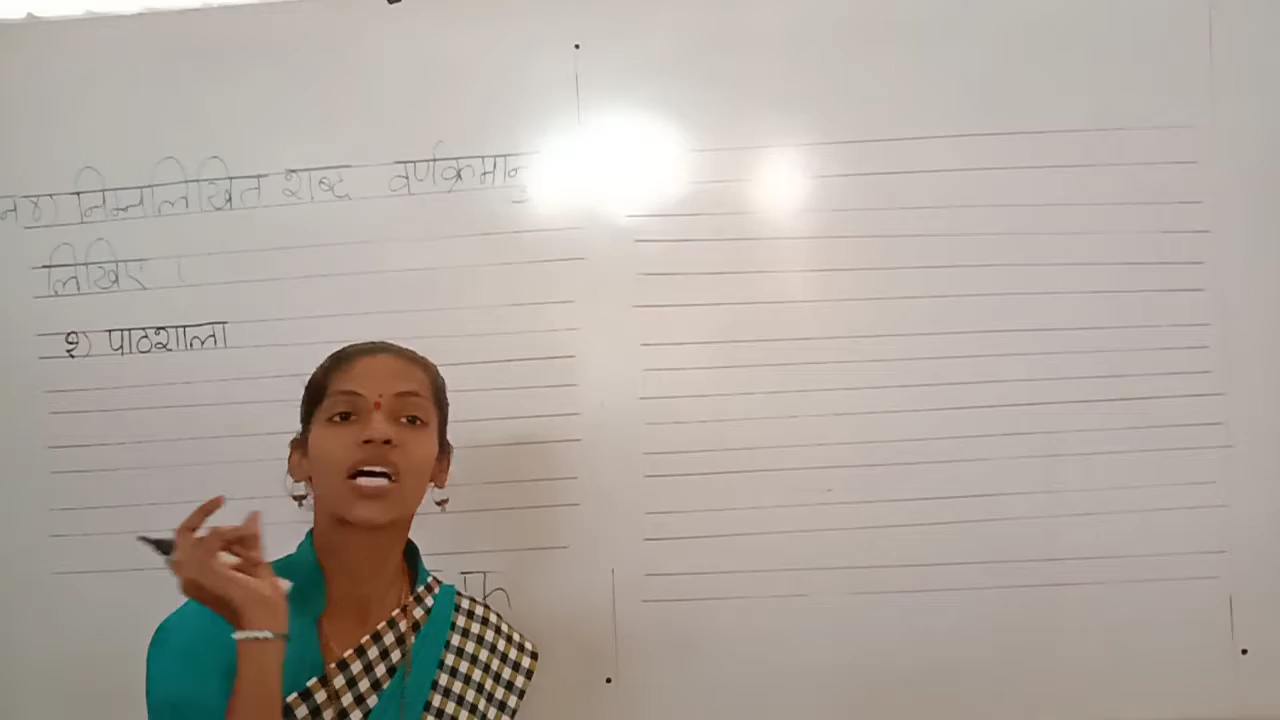 निम्नलिखित शब्द वर्णक्रमानु
लिखिए ।
१) पाठशाला
फ